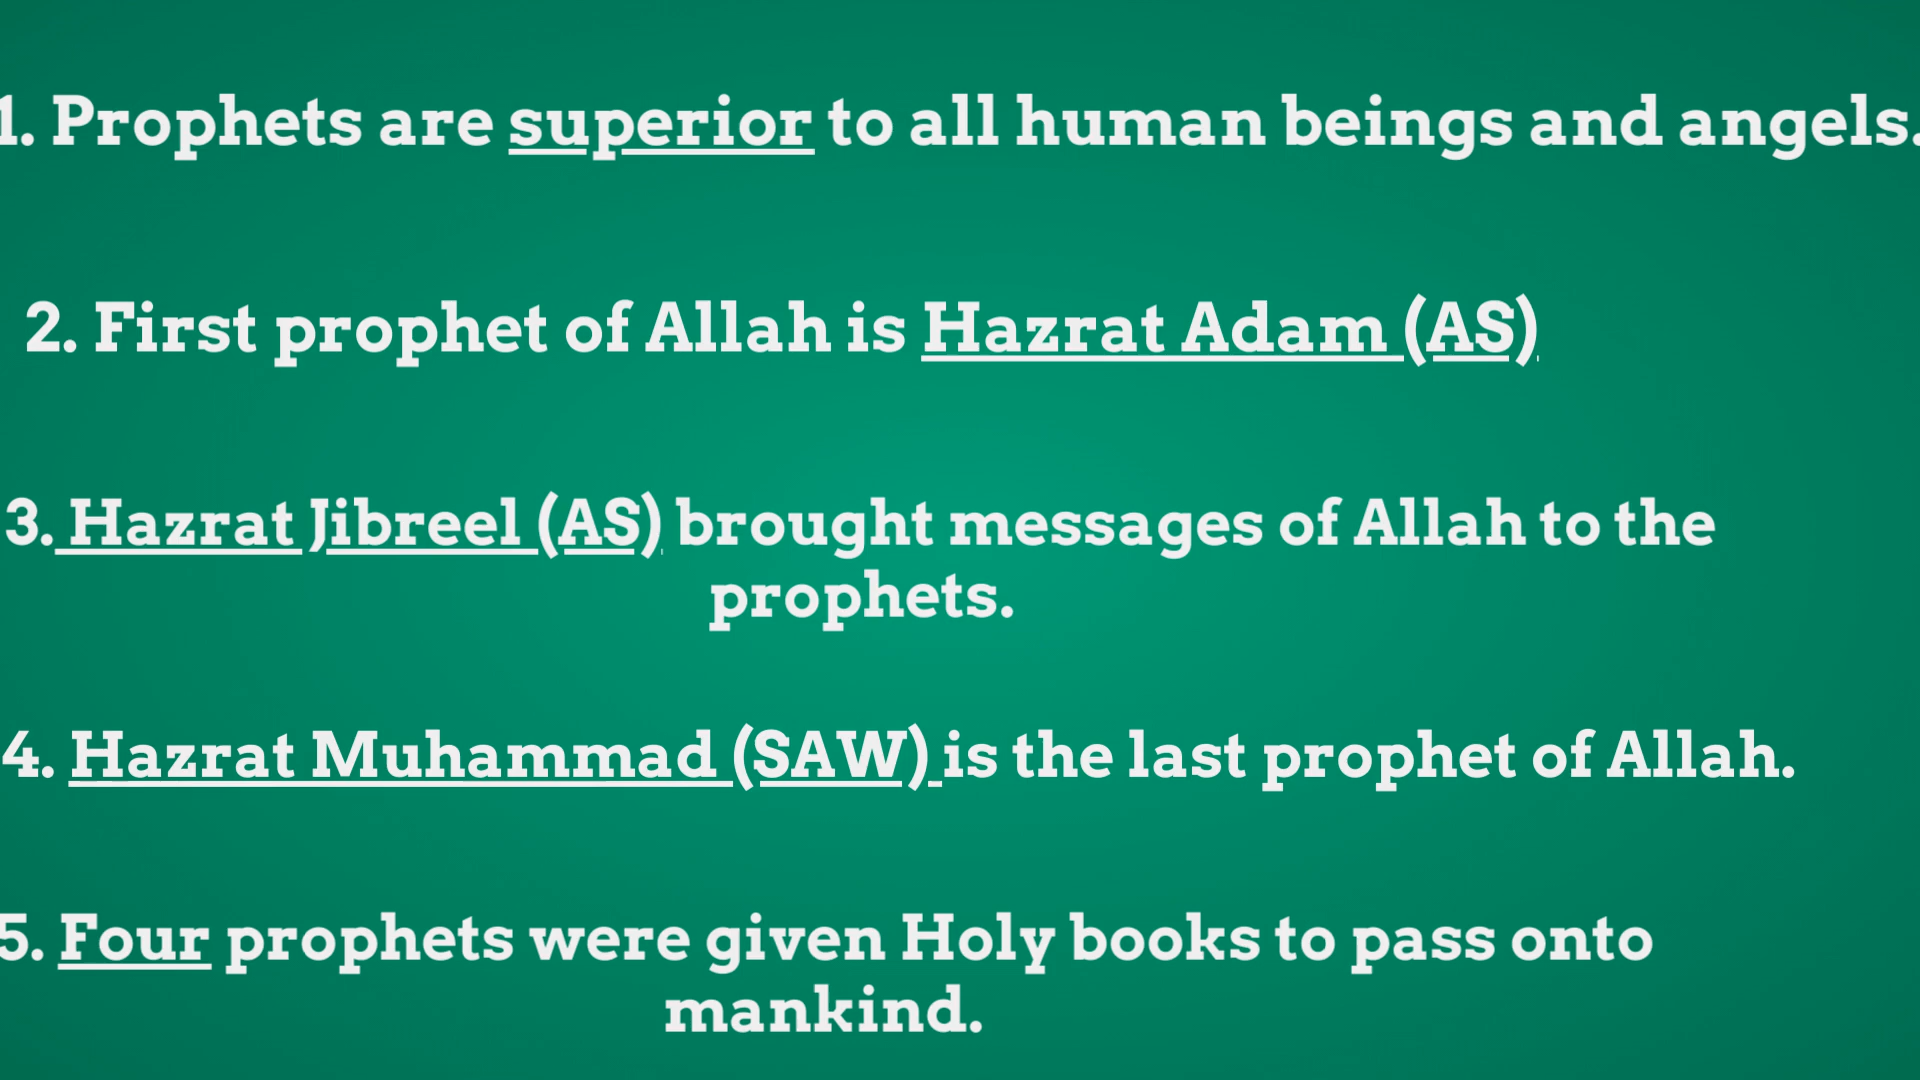 1. Prophets are superior to all human beings and angels.
2. First prophet of Allah is Hazrat Adam (AS)
3. Hazrat Jibreel (AS) brought messages of Allah to the
prophets.
4. Hazrat Muhammad (SAW) is the last prophet of Allah.
5. Four prophets were given Holy books to pass onto
mankind.